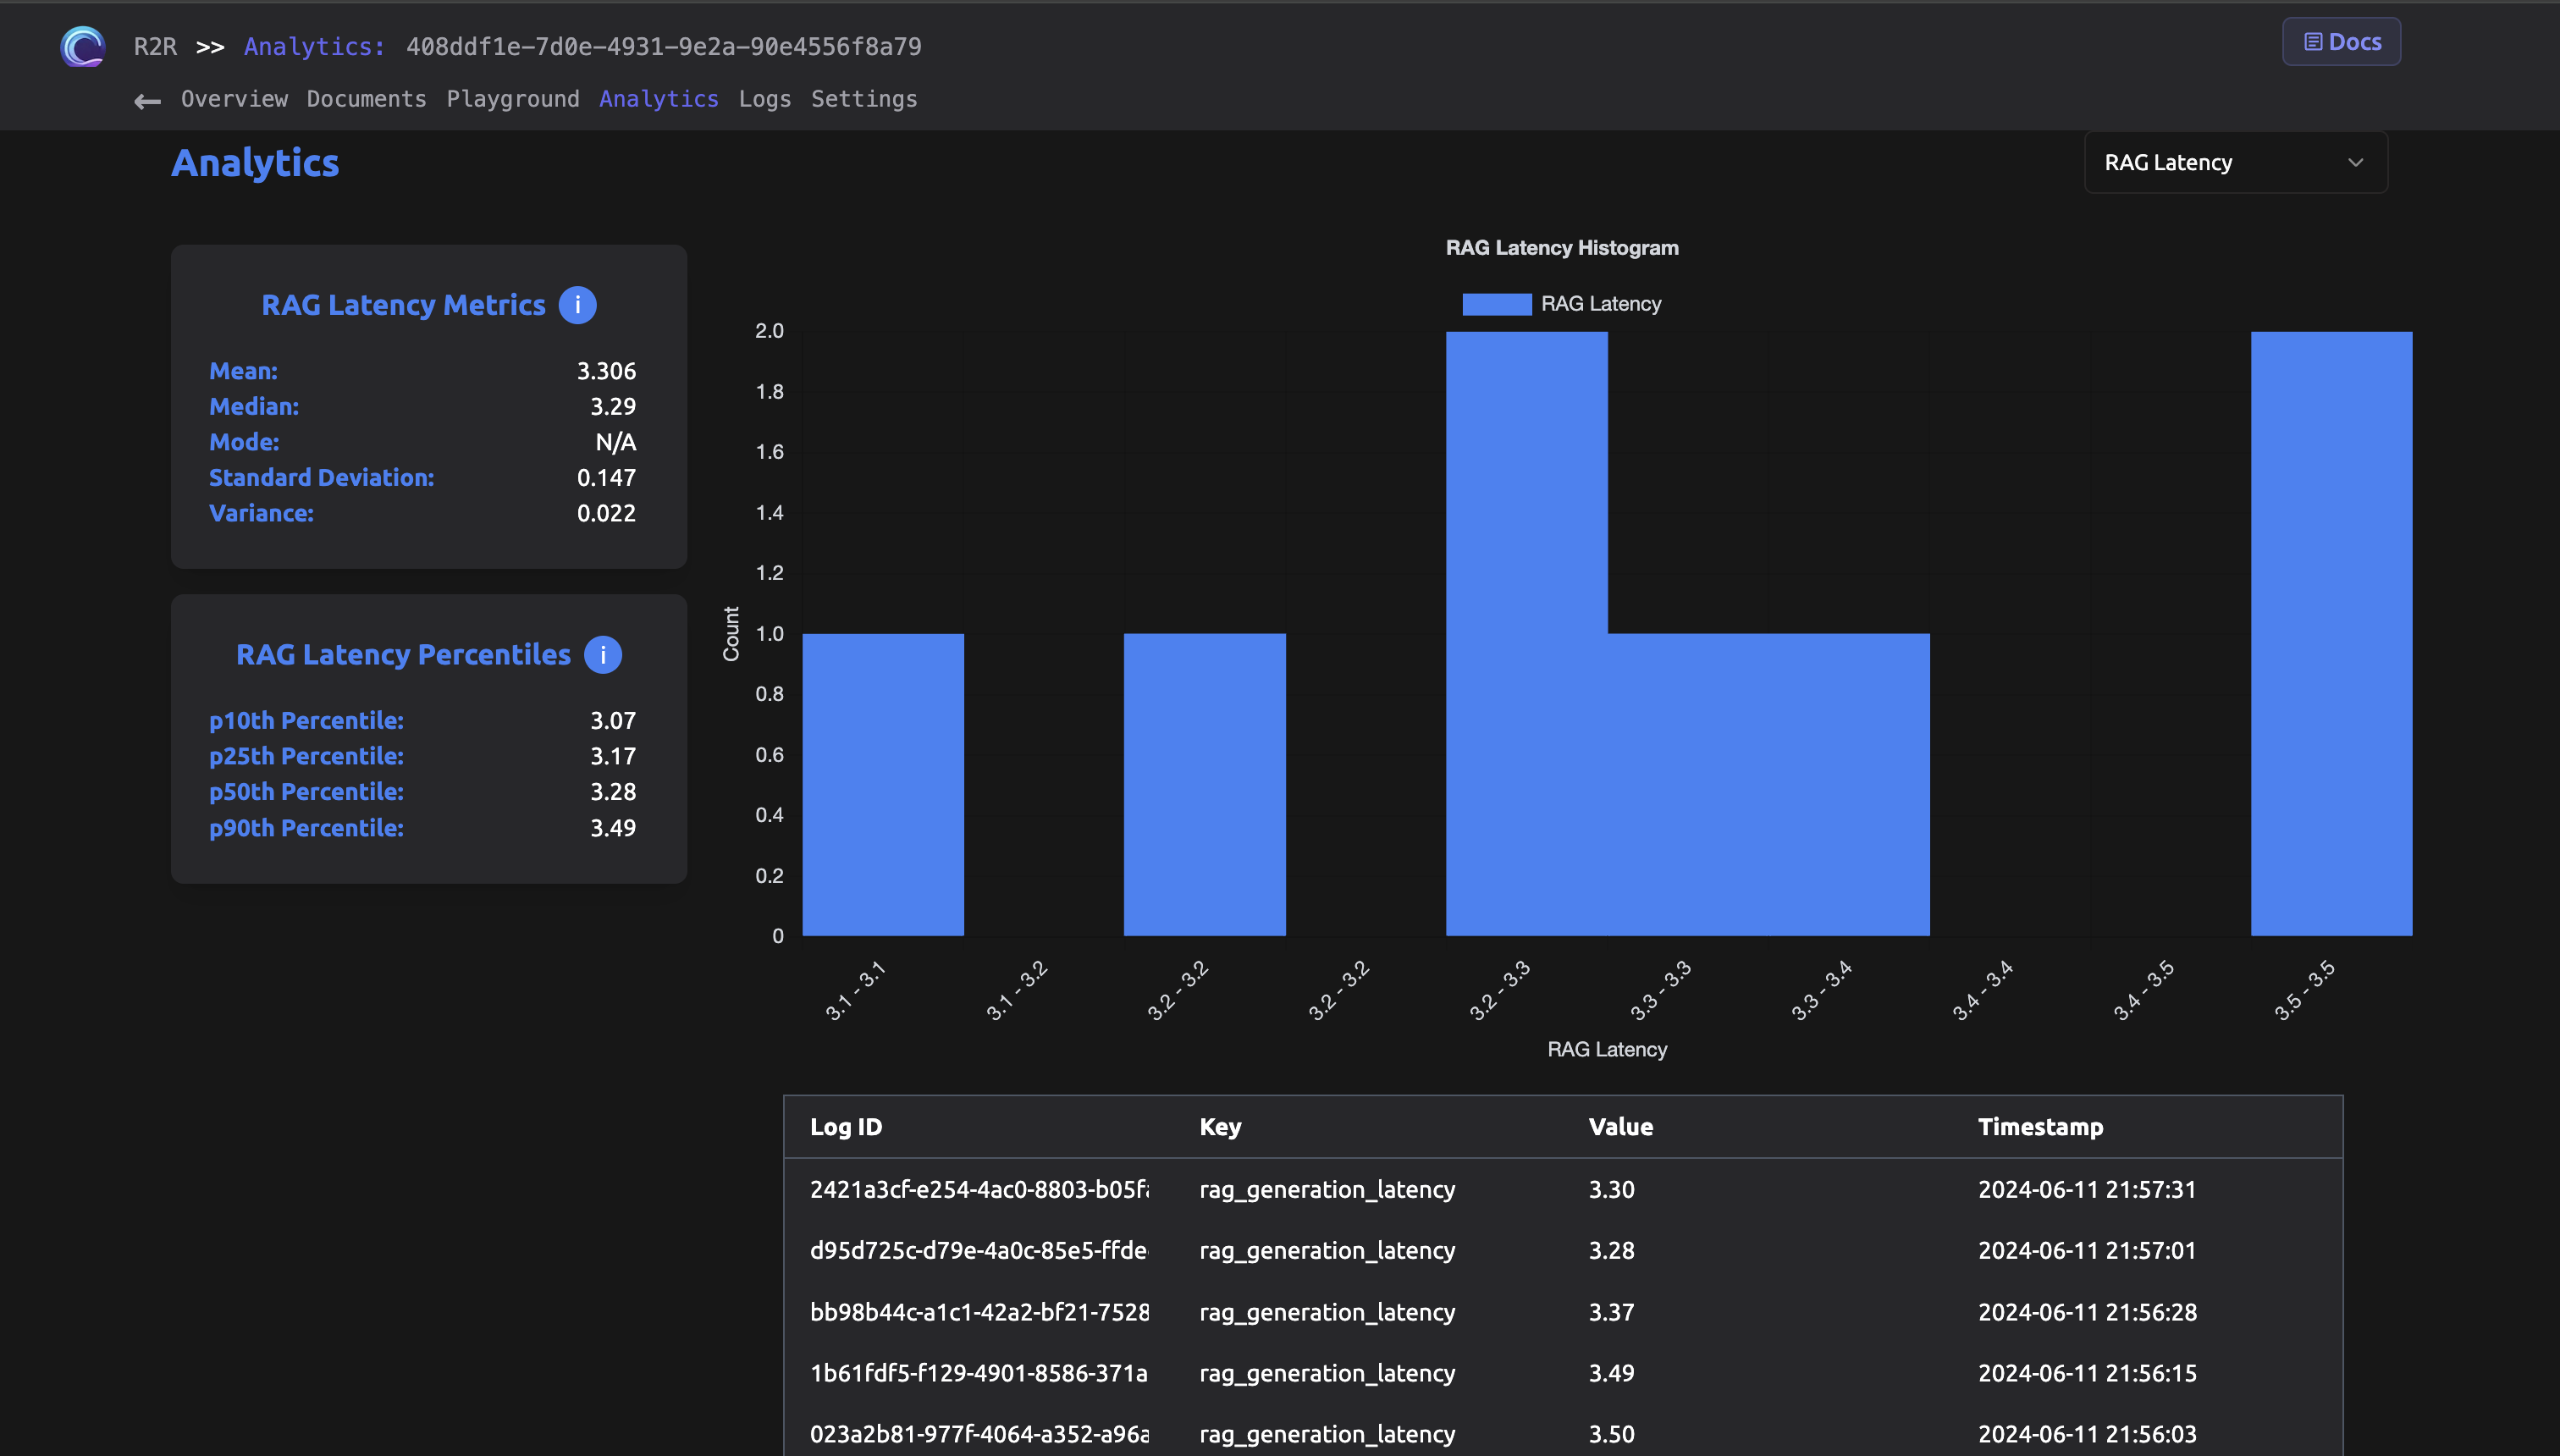 R2R >> Analytics: 408ddf1e-7d0e-4931-9e2a-90e4556f8a79
Docs
Overview Documents Playground Analytics Logs Settings
Analytics
RAG Latency
RAG Latency Metrics i
Mean: 3.306
Median: 3.29
Mode: N/A
Standard Deviation: 0.147
Variance: 0.022
RAG Latency Percentiles i
p10th Percentile: 3.07
p25th Percentile: 3.17
p50th Percentile: 3.28
p90th Percentile: 3.49
RAG Latency Histogram
RAG Latency
2.0
1.8
1.6
1.4
1.2
1.0
0.8
0.6
0.4
0.2
0
Count
3.1 - 3.1
3.1 - 3.2
3.2 - 3.2
3.2 - 3.2
3.2 - 3.3
3.3 - 3.3
3.3 - 3.4
3.4 - 3.4
3.4 - 3.5
3.5 - 3.5
RAG Latency
Log ID Key Value Timestamp
2421a3cf-e254-4ac0-8803-b05f rag_generation_latency 3.30 2024-06-11 21:57:31
d95d725c-d79e-4a0c-85e5-ffde rag_generation_latency 3.28 2024-06-11 21:57:01
bb98b44c-a1c1-42a2-bf21-7528 rag_generation_latency 3.37 2024-06-11 21:56:28
1b61fdf5-f129-4901-8586-371a rag_generation_latency 3.49 2024-06-11 21:56:15
023a2b81-977f-4064-a352-a96a rag_generation_latency 3.50 2024-06-11 21:56:03